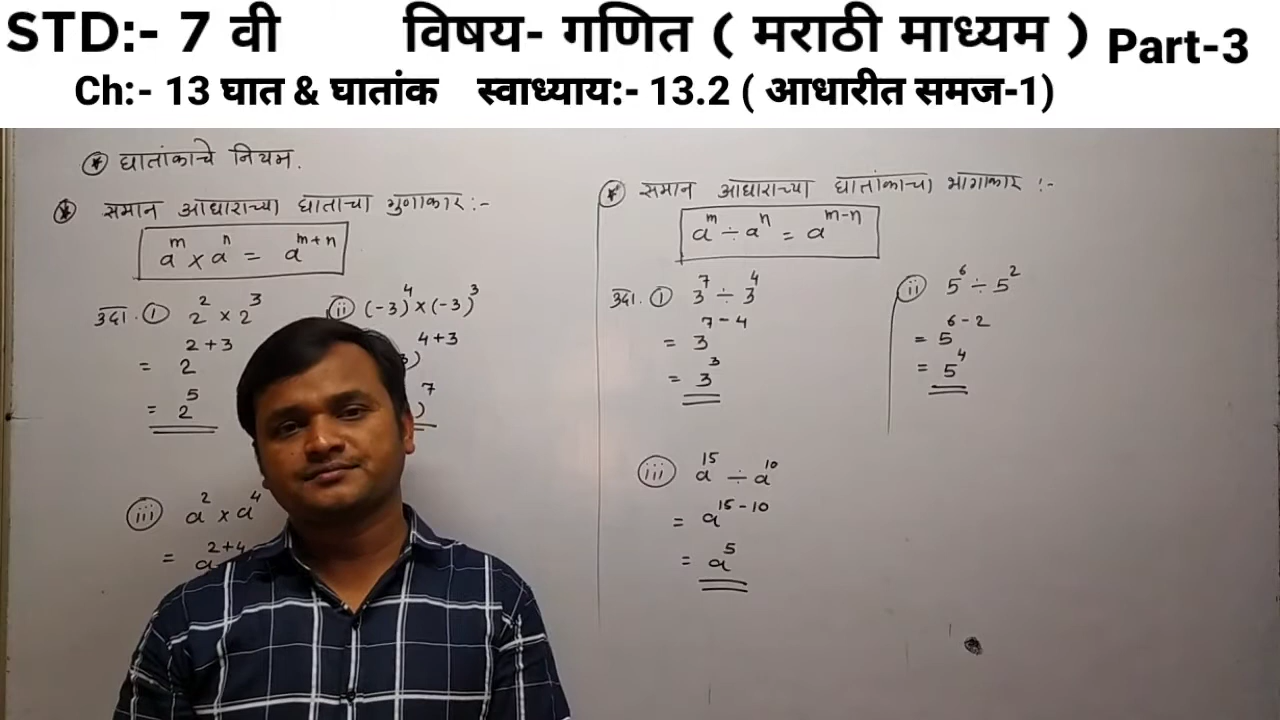 STD:- 7 वी विषय- गणित ( मराठी माध्यम ) Part-3
Ch:- 13 घात & घातांक स्वाध्याय:- 13.2 ( आधारीत समज-1)
* घातांकाचे नियम.
* समान आधाराच्या घाताचा गुणाकार :-
a^m × a^n = a^(m+n)
उदा. (i) 2^2 × 2^3
= 2^(2+3)
= 2^5
(ii) (-3)^4 × (-3)^3
3)^(4+3)
)^7
(iii) a^2 × a^4
= a^(2+4)
* समान आधाराच्या घातांकाचा भागाकार :-
a^m ÷ a^n = a^(m-n)
उदा. (i) 3^7 ÷ 3^4
= 3^(7-4)
= 3^3
(ii) 5^6 ÷ 5^2
= 5^(6-2)
= 5^4
(iii) a^15 ÷ a^10
= a^(15-10)
= a^5